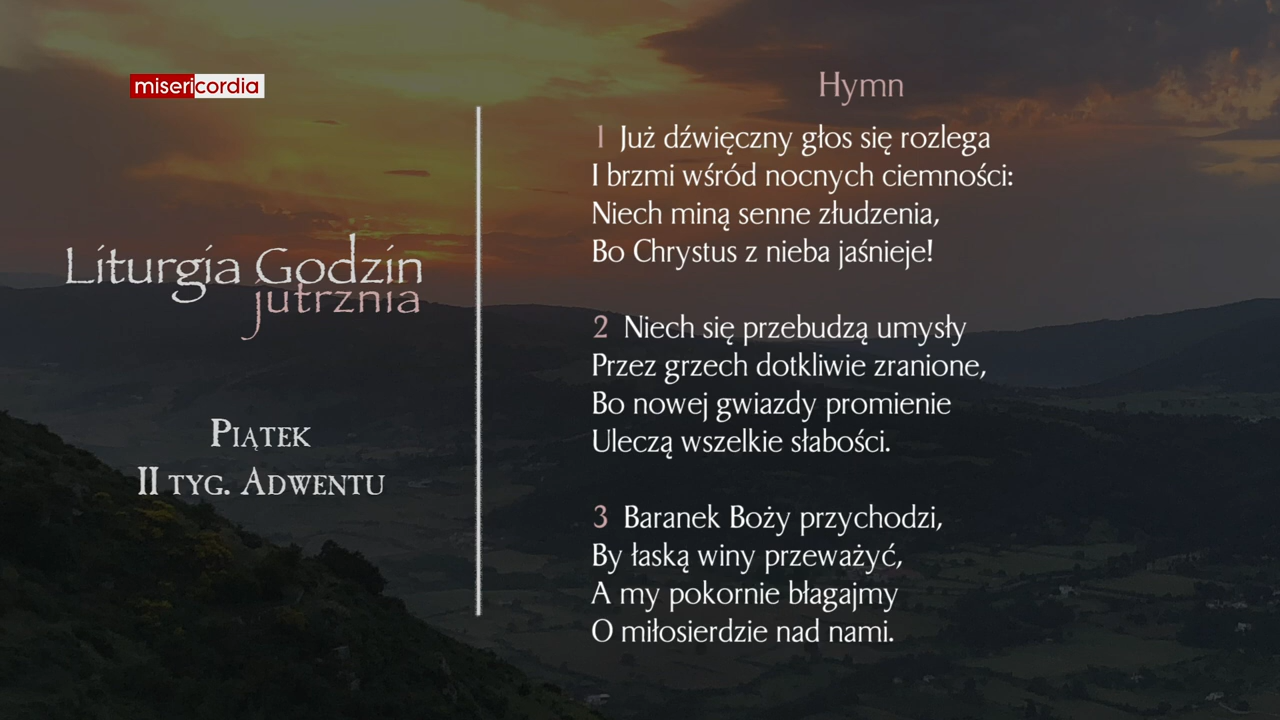 misericordia
Liturgia Godzin
jutrznia
Piątek
II tyg. Adwentu
Hymn
1 Już dźwięczny głos się rozlega
I brzmi wśród nocnych ciemności:
Niech miną senne złudzenia,
Bo Chrystus z nieba jaśnieje!
2 Niech się przebudzą umysły
Przez grzech dotkliwie zranione,
Bo nowej gwiazdy promienie
Uleczą wszelkie słabości.
3 Baranek Boży przychodzi,
By łaską winy przeważyć,
A my pokornie błagajmy
O miłosierdzie nad nami.